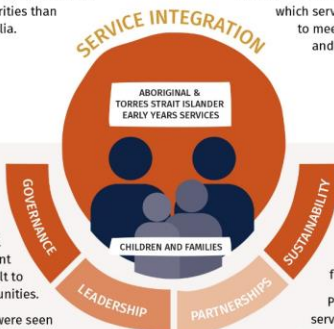 rities than
lia.
which serv
to mee
and
SERVICE INTEGRATION
ABORIGINAL &
TORRES STRAIT ISLANDER
EARLY YEARS SERVICES
CHILDREN AND FAMILIES
GOVERNANCE
LEADERSHIP
PARTNERSHIPS
SUSTAINABILITY
nt
lt to
unities.
were seen
f
P
serv